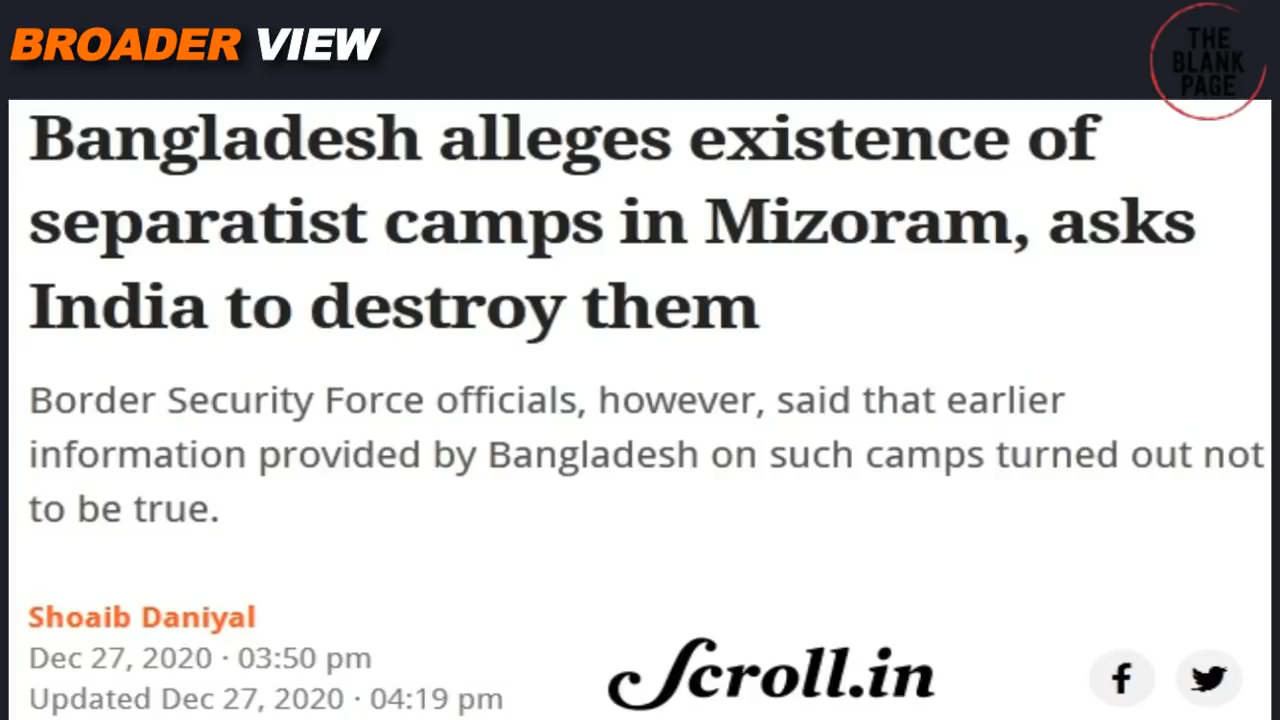 BROADER VIEW
THE
BLANK
PAGE
Bangladesh alleges existence of
separatist camps in Mizoram, asks
India to destroy them
Border Security Force officials, however, said that earlier
information provided by Bangladesh on such camps turned out not
to be true.
Shoaib Daniyal
Dec 27, 2020 · 03:50 pm
Updated Dec 27, 2020 · 04:19 pm
Scroll.in